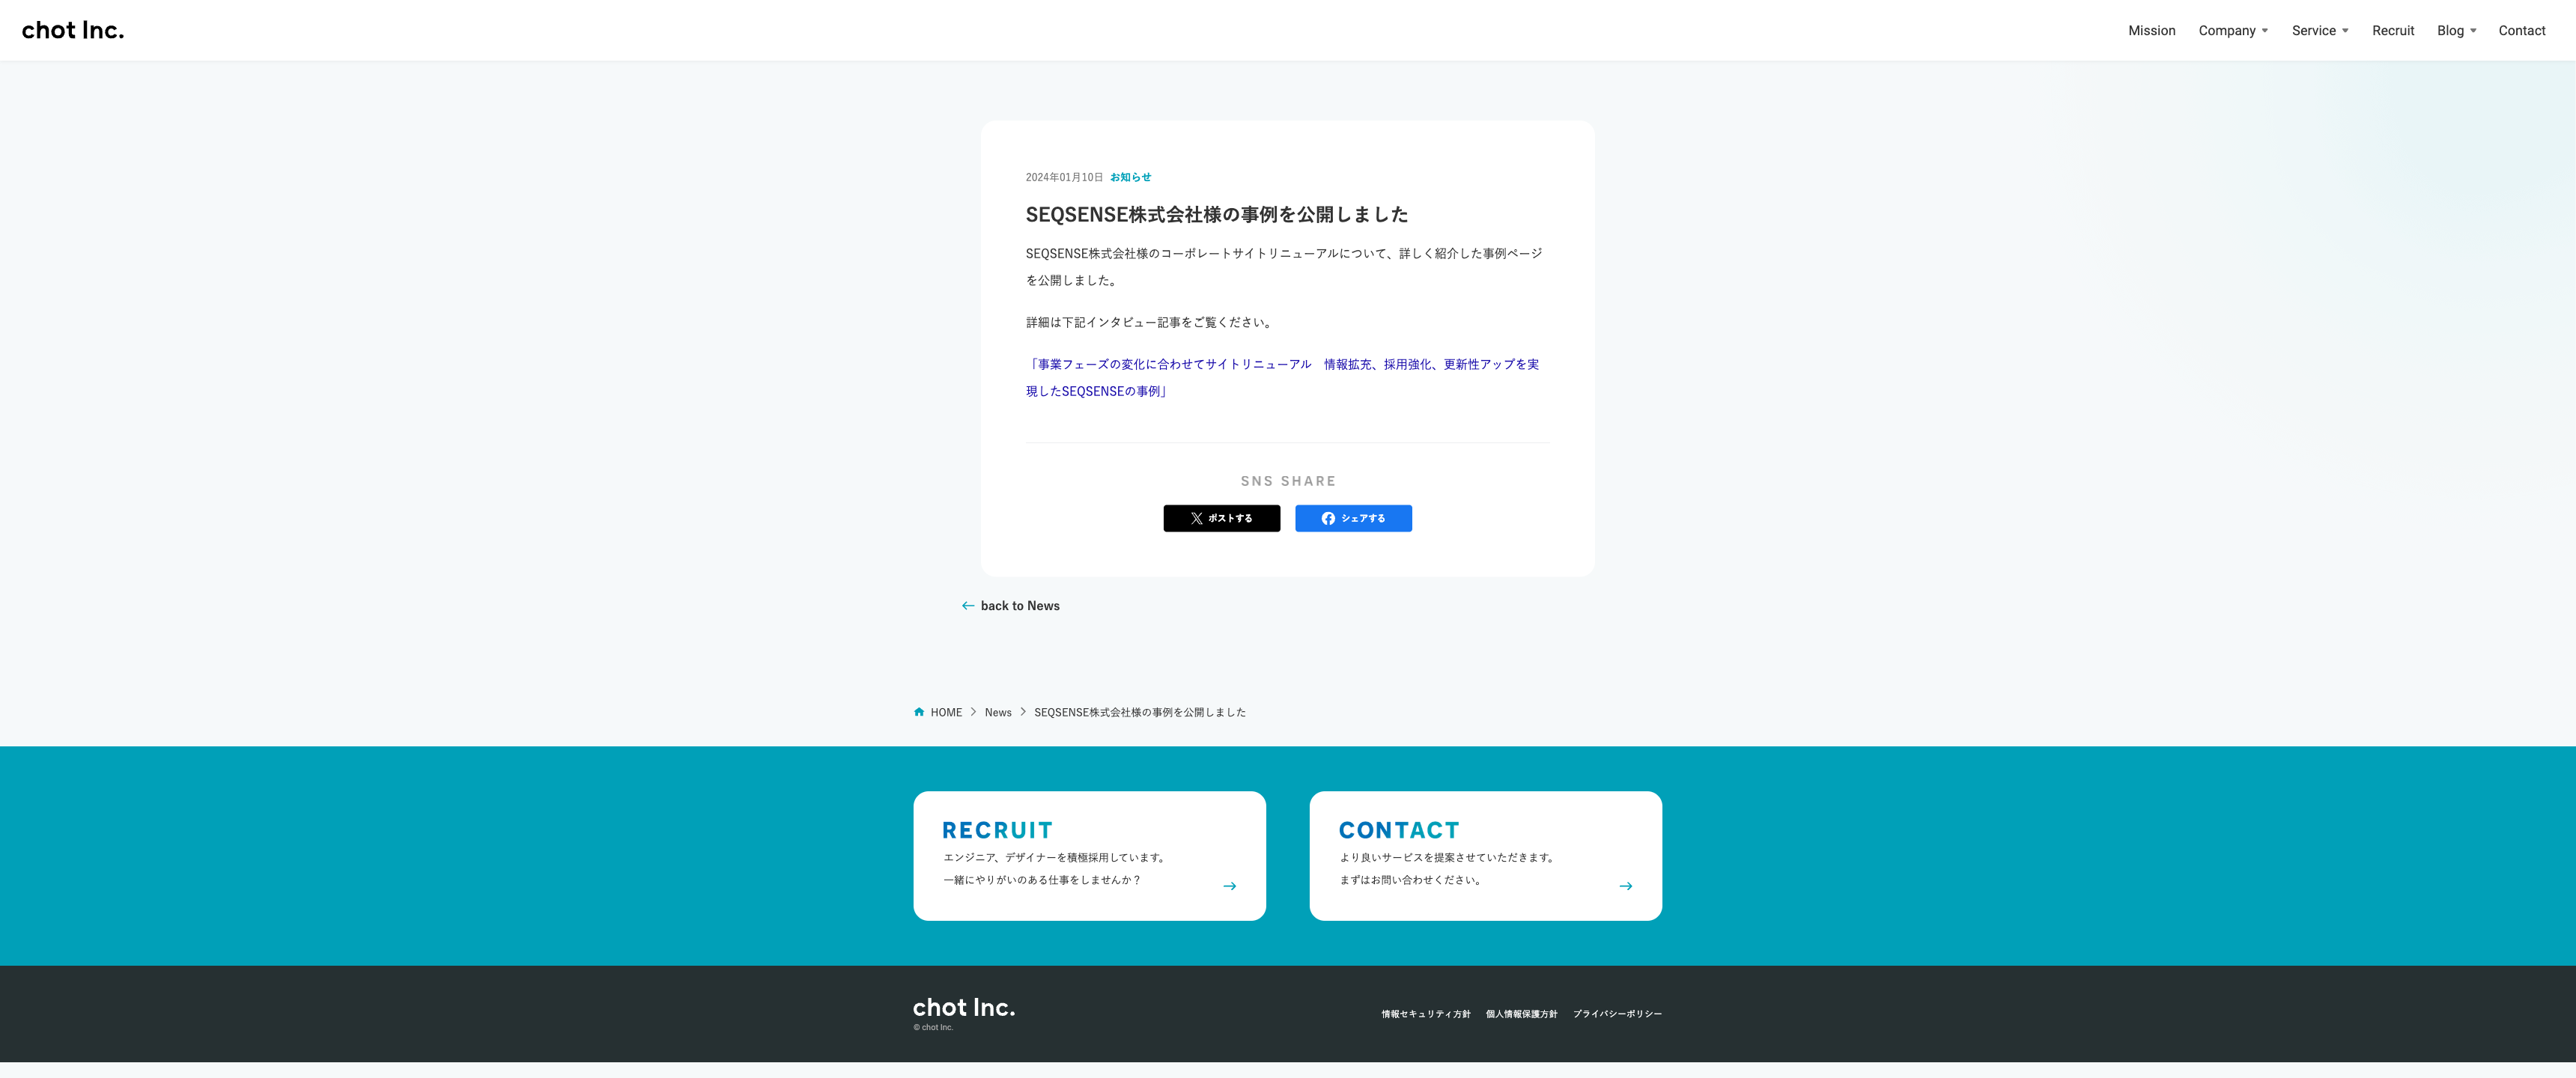 chot Inc.
Mission Company Service Recruit Blog Contact
2024年01月10日 お知らせ
SEQSENSE株式会社様の事例を公開しました
SEQSENSE株式会社様のコーポレートサイトリニューアルについて、詳しく紹介した事例ページ
を公開しました。
詳細は下記インタビュー記事をご覧ください。
「事業フェーズの変化に合わせてサイトリニューアル　情報拡充、採用強化、更新性アップを実
現したSEQSENSEの事例」
SNS SHARE
ポストする シェアする
back to News
HOME News SEQSENSE株式会社様の事例を公開しました
RECRUIT
エンジニア、デザイナーを積極採用しています。
一緒にやりがいのある仕事をしませんか？
CONTACT
より良いサービスを提案させていただきます。
まずはお問い合わせください。
chot Inc.
© chot Inc.
情報セキュリティ方針 個人情報保護方針 プライバシーポリシー